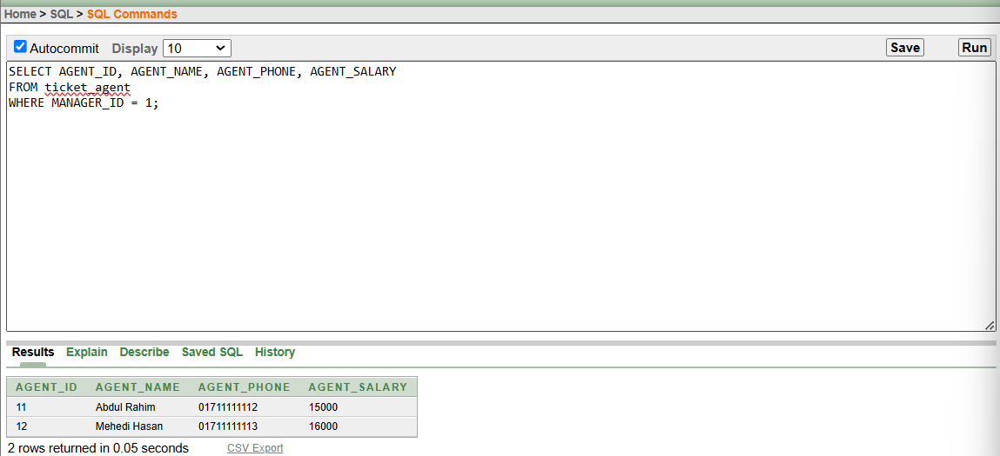 Home > SQL > SQL Commands
Autocommit Display 10 Save Run
SELECT AGENT_ID, AGENT_NAME, AGENT_PHONE, AGENT_SALARY
FROM ticket_agent
WHERE MANAGER_ID = 1;
Results Explain Describe Saved SQL History
AGENT_ID AGENT_NAME AGENT_PHONE AGENT_SALARY
11 Abdul Rahim 01711111112 15000
12 Mehedi Hasan 01711111113 16000
2 rows returned in 0.05 seconds CSV Export